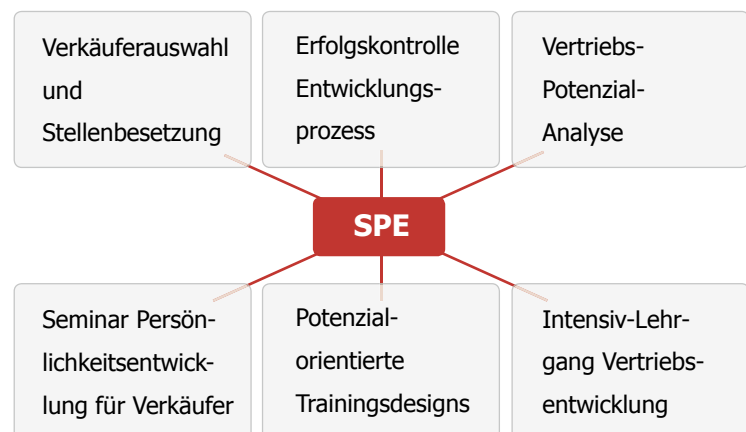 Verkäuferauswahl
und
Stellenbesetzung
Erfolgskontrolle
Entwicklungs-
prozess
Vertriebs-
Potenzial-
Analyse
SPE
Seminar Persön-
lichkeitsentwick-
lung für Verkäufer
Potenzial-
orientierte
Trainingsdesigns
Intensiv-Lehr-
gang Vertriebs-
entwicklung